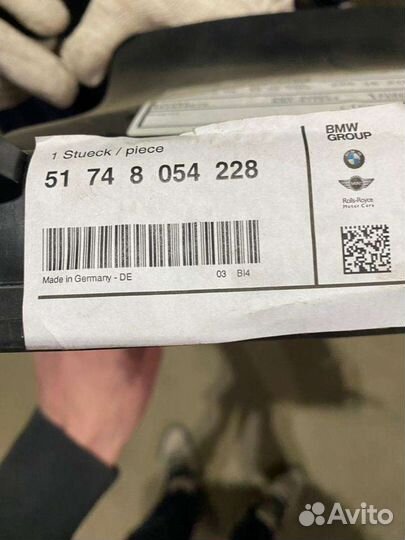 1 Stueck / piece
51 74 8 054 228
Made in Germany - DE
03 BI4
BMW
GROUP
Rolls-Royce
Motor Cars
Avito